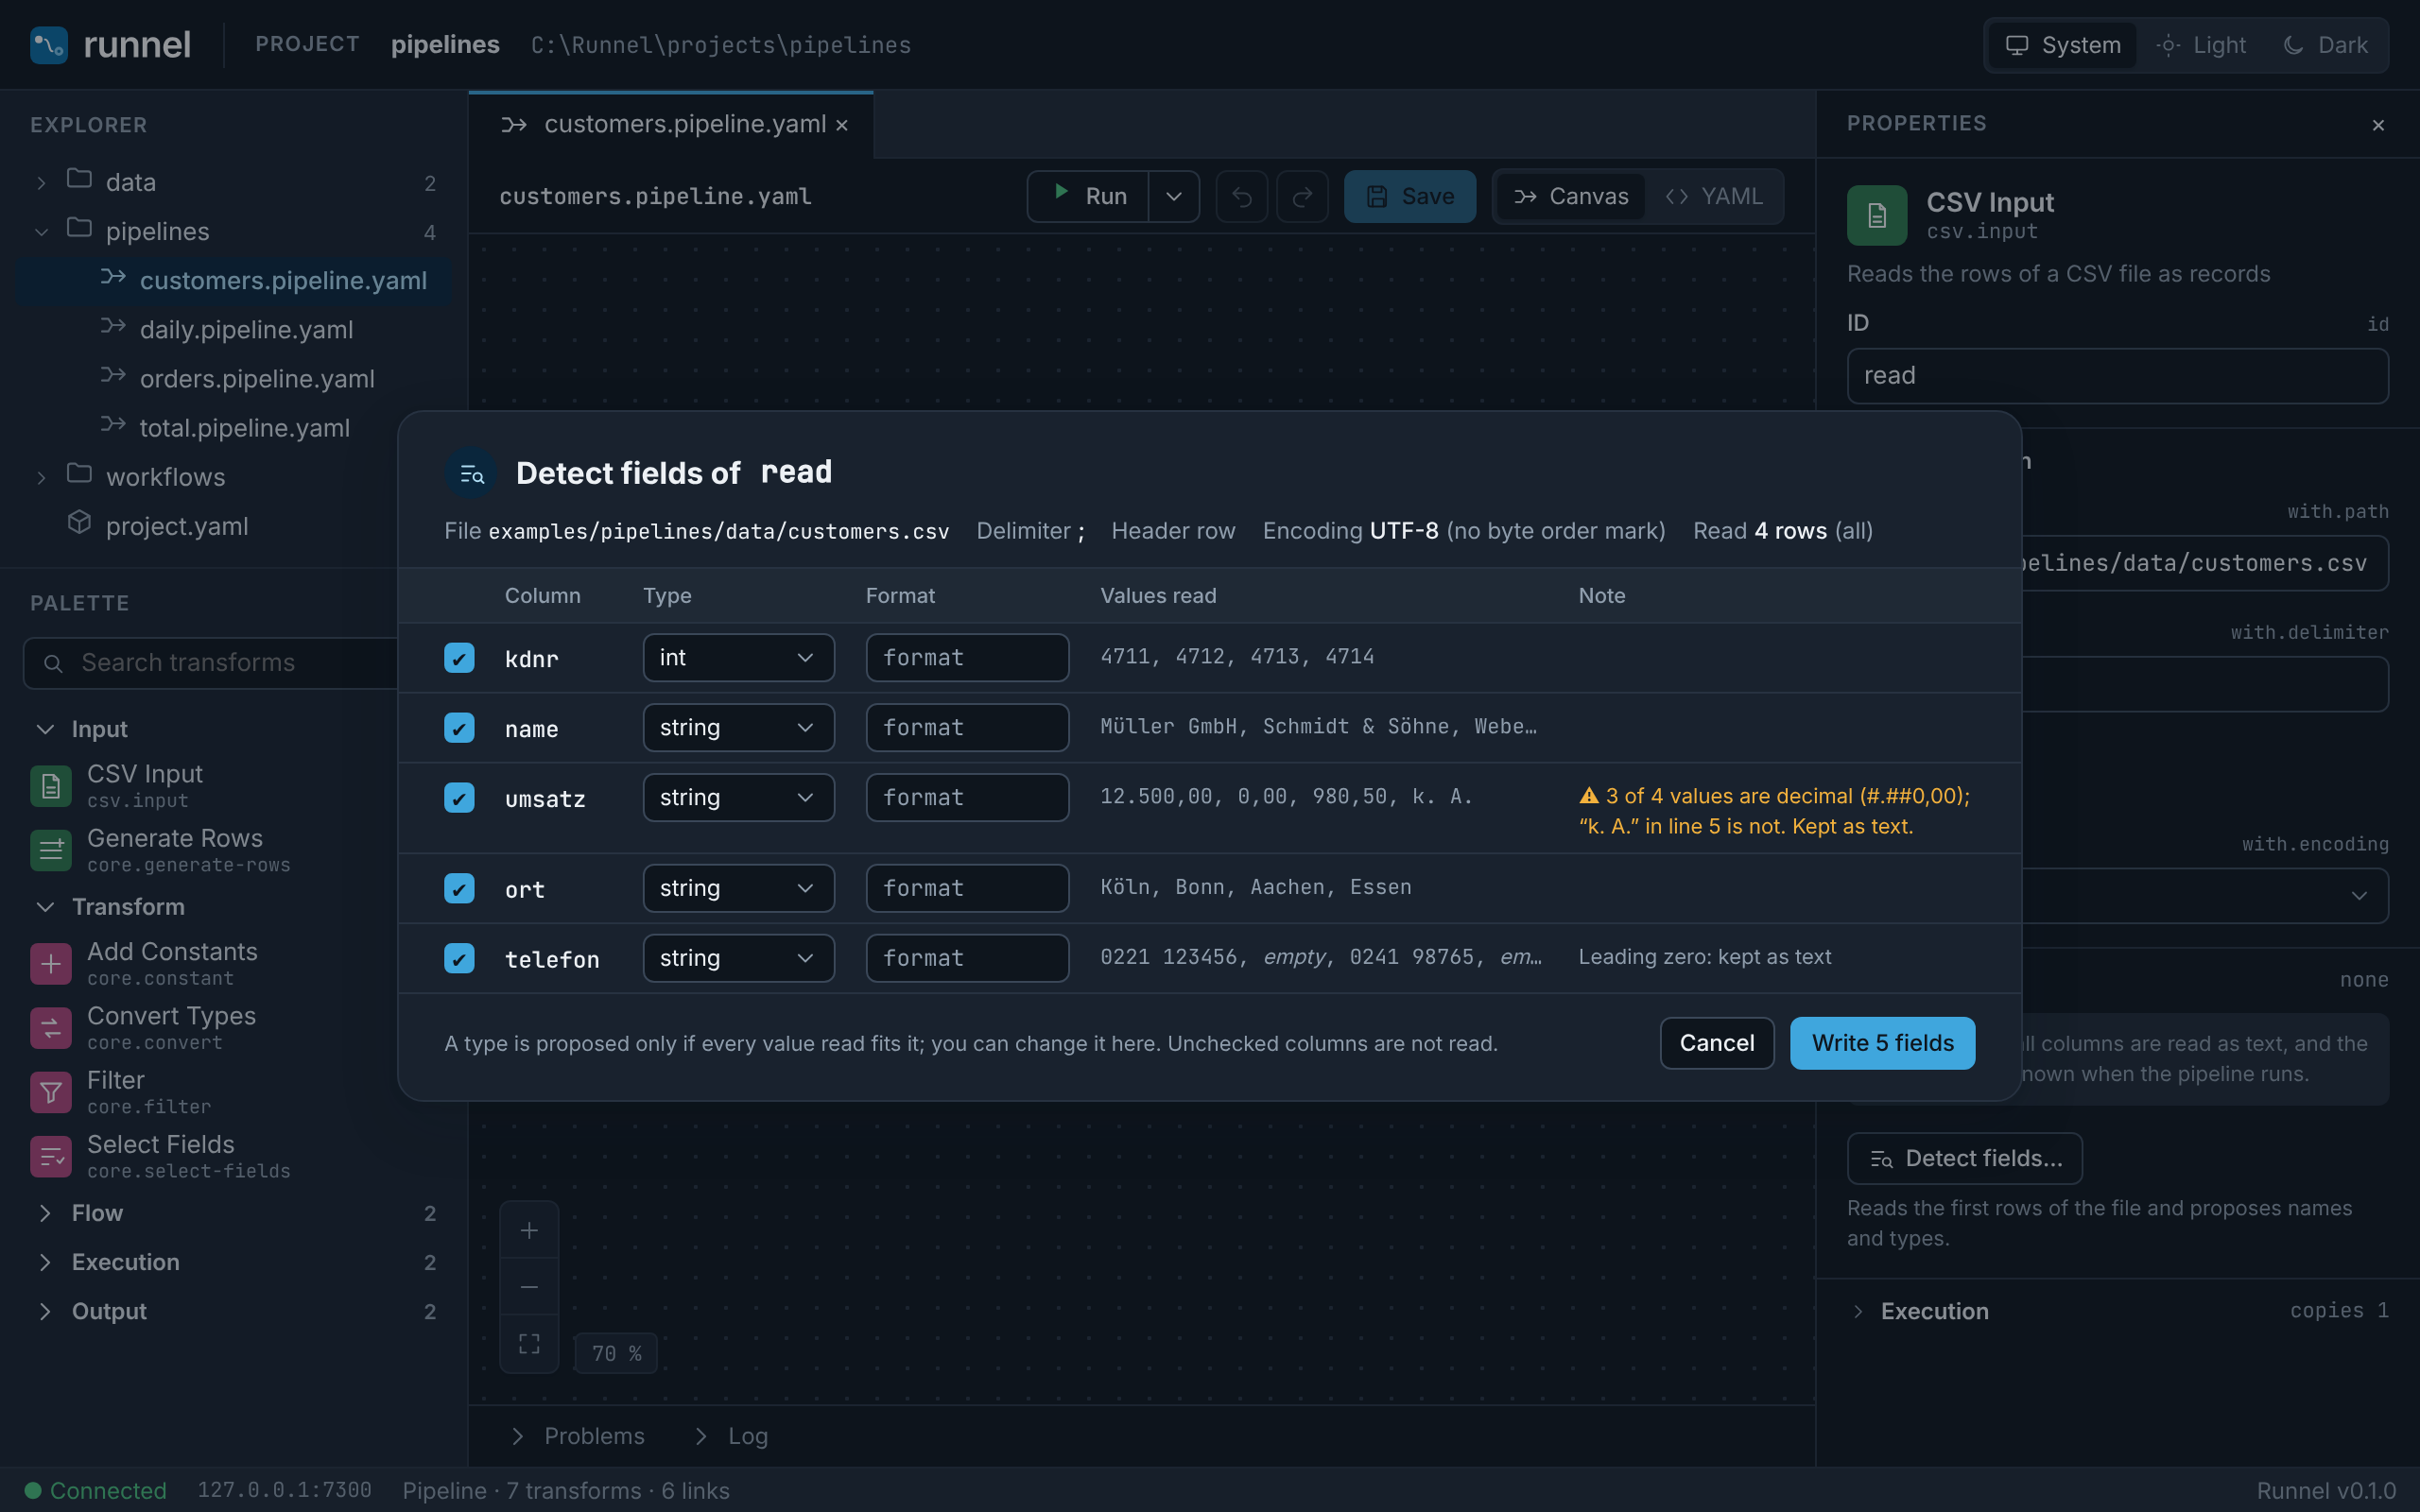 runnel PROJECT pipelines C:\Runnel\projects\pipelines System Light Dark
EXPLORER
data 2
pipelines 4
customers.pipeline.yaml
daily.pipeline.yaml
orders.pipeline.yaml
total.pipeline.yaml
workflows
project.yaml
PALETTE
Search transforms
Input
CSV Input
csv.input
Generate Rows
core.generate-rows
Transform
Add Constants
core.constant
Convert Types
core.convert
Filter
core.filter
Select Fields
core.select-fields
Flow 2
Execution 2
Output 2
customers.pipeline.yaml ×
customers.pipeline.yaml Run Save Canvas YAML
Detect fields of read
File examples/pipelines/data/customers.csv Delimiter ; Header row Encoding UTF-8 (no byte order mark) Read 4 rows (all)
Column Type Format Values read Note
kdnr int format 4711, 4712, 4713, 4714
name string format Müller GmbH, Schmidt & Söhne, Webe…
umsatz string format 12.500,00, 0,00, 980,50, k. A. 3 of 4 values are decimal (#.##0,00);
“k. A.” in line 5 is not. Kept as text.
ort string format Köln, Bonn, Aachen, Essen
telefon string format 0221 123456, empty, 0241 98765, em… Leading zero: kept as text
A type is proposed only if every value read fits it; you can change it here. Unchecked columns are not read. Cancel Write 5 fields
70 %
Problems Log
PROPERTIES ×
CSV Input
csv.input
Reads the rows of a CSV file as records
ID id
read
with.path
pelines/data/customers.csv
with.delimiter
with.encoding
none
ll columns are read as text, and the
nown when the pipeline runs.
Detect fields…
Reads the first rows of the file and proposes names
and types.
Execution copies 1
Connected 127.0.0.1:7300 Pipeline · 7 transforms · 6 links Runnel v0.1.0